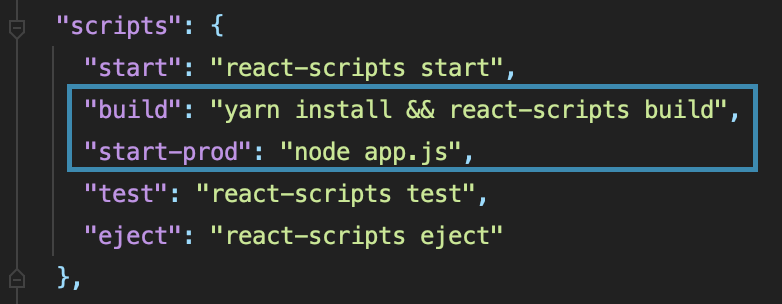 "scripts": {
"start": "react-scripts start",
"build": "yarn install && react-scripts build",
"start-prod": "node app.js",
"test": "react-scripts test",
"eject": "react-scripts eject"
},